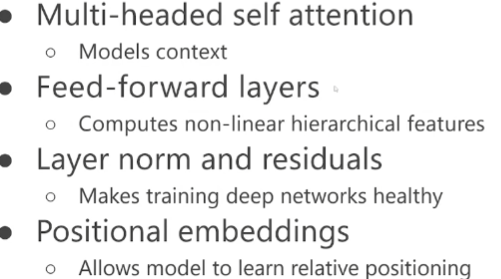 • Multi-headed self attention
○ Models context
• Feed-forward layers
○ Computes non-linear hierarchical features
• Layer norm and residuals
○ Makes training deep networks healthy
• Positional embeddings
○ Allows model to learn relative positioning